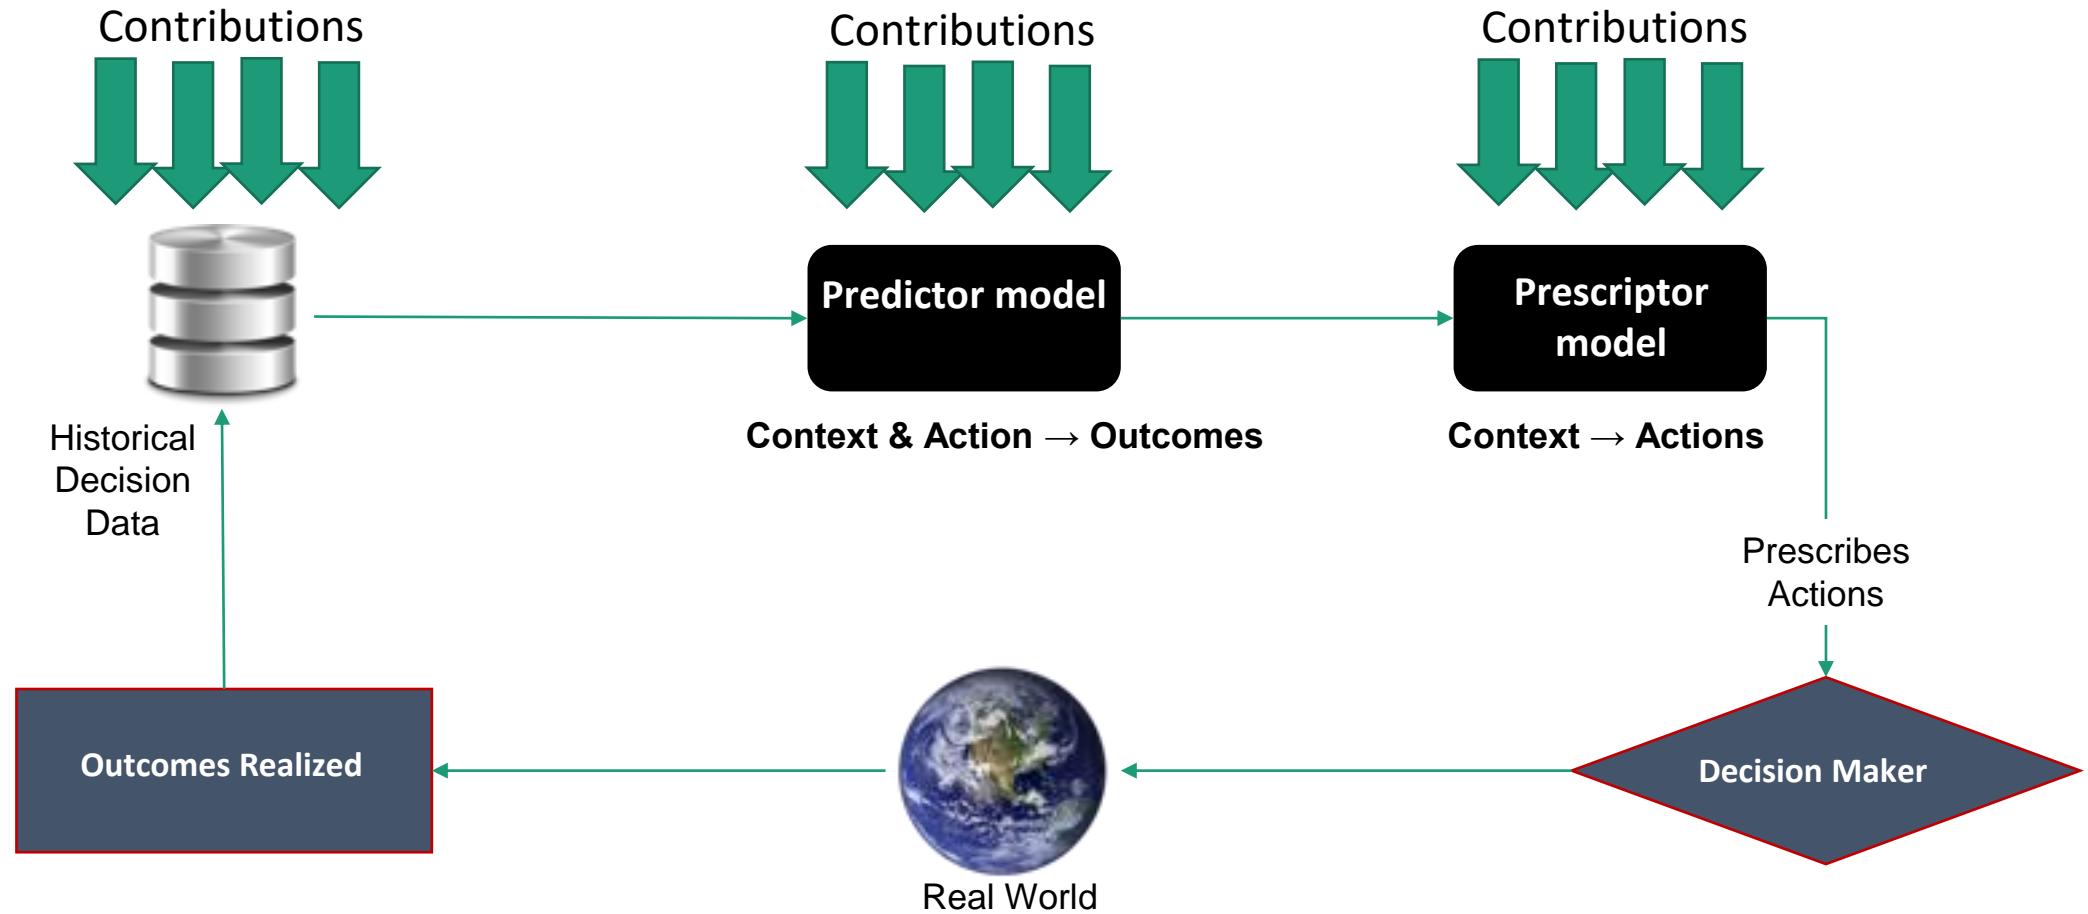 Contributions
Contributions
Contributions
Predictor model
Prescriptor
model
Historical
Decision
Data
Context & Action → Outcomes
Context → Actions
Prescribes
Actions
Outcomes Realized
Decision Maker
Real World